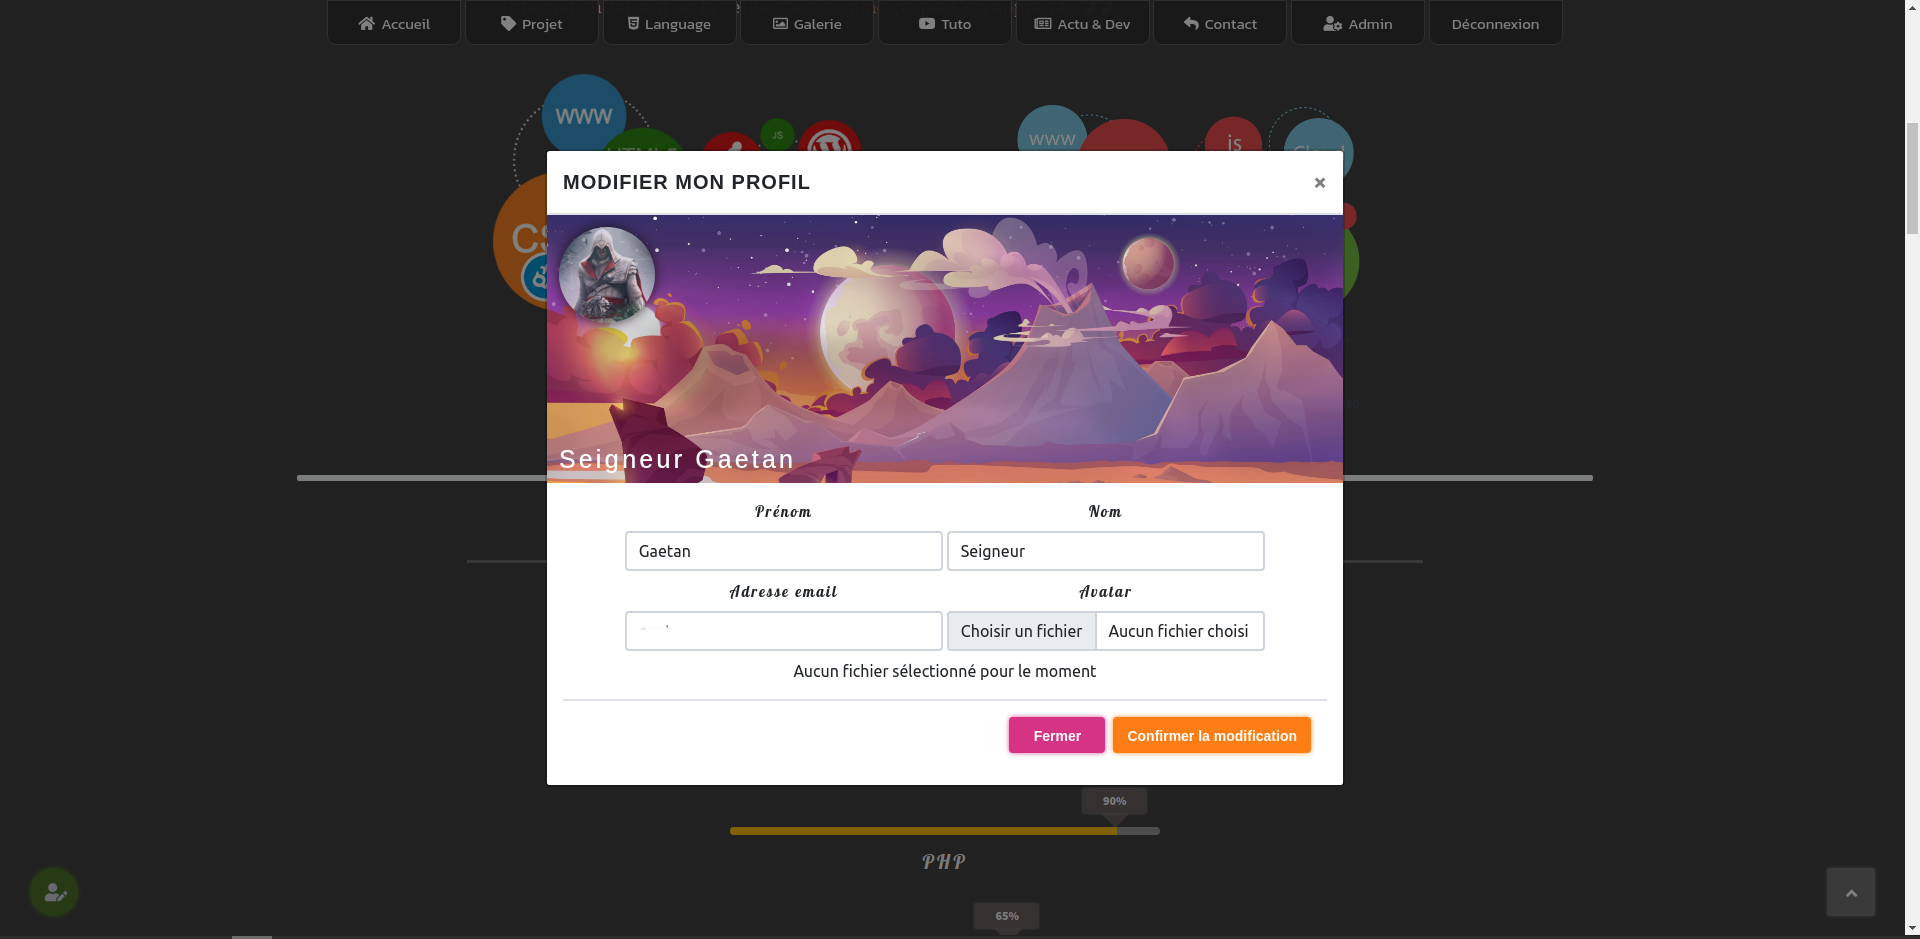 Accueil
Projet
Language
Galerie
Tuto
Actu & Dev
Contact
Admin
Déconnexion
www
www
JS
js
MODIFIER MON PROFIL
×
Seigneur Gaetan
Prénom
Nom
Gaetan
Seigneur
Adresse email
Avatar
Choisir un fichier
Aucun fichier choisi
Aucun fichier sélectionné pour le moment
Fermer
Confirmer la modification
90%
PHP
65%